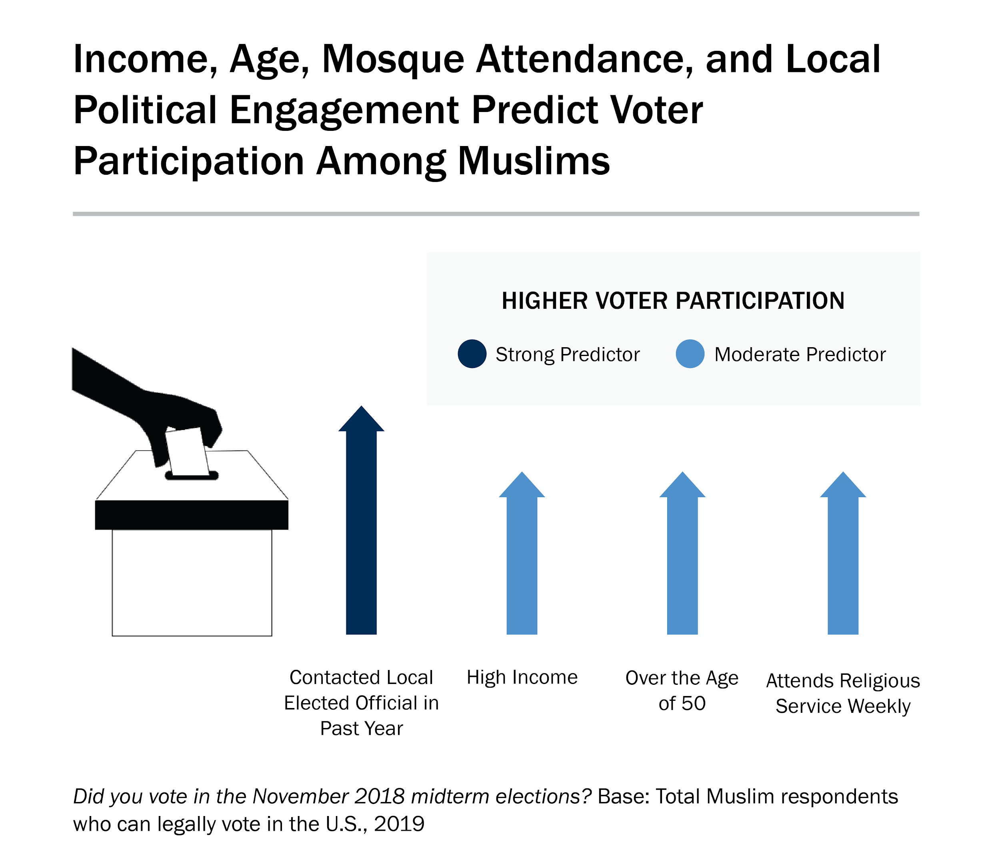 Income, Age, Mosque Attendance, and Local
Political Engagement Predict Voter
Participation Among Muslims
HIGHER VOTER PARTICIPATION
Strong Predictor
Moderate Predictor
Contacted Local
Elected Official in
Past Year
High Income
Over the Age
of 50
Attends Religious
Service Weekly
Did you vote in the November 2018 midterm elections? Base: Total Muslim respondents
who can legally vote in the U.S., 2019